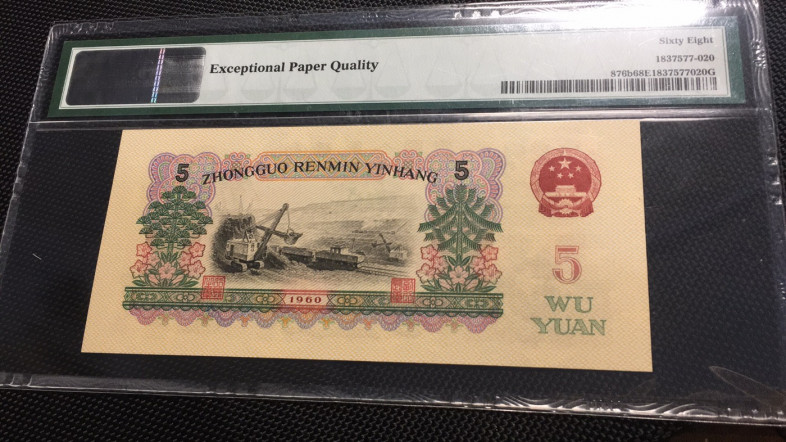 Exceptional Paper Quality
Sixty Eight
1837577-020
876b68E1837577020G
5 ZHONGGUO RENMIN YINHANG 5
5
1960
WU
YUAN